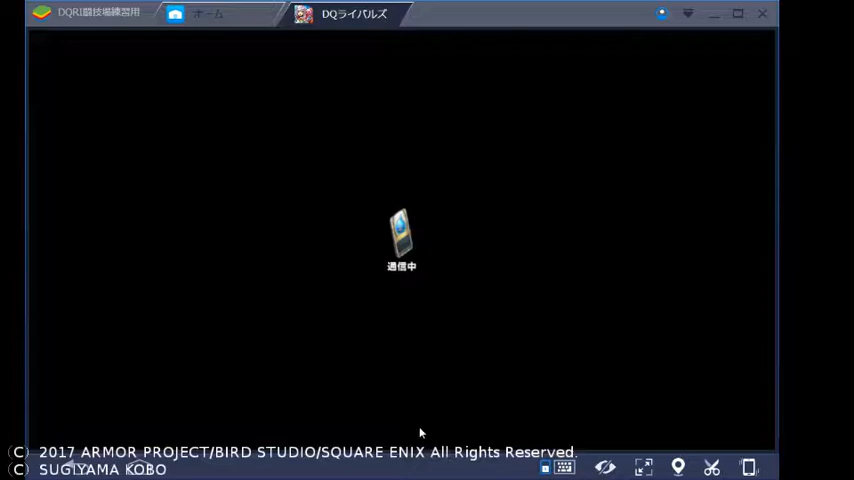 DQR闘技場練習用
ホーム
DQライバルズ
通信中
(C) 2017 ARMOR PROJECT/BIRD STUDIO/SQUARE ENIX All Rights Reserved.
(C) SUGIYAMA KOBO